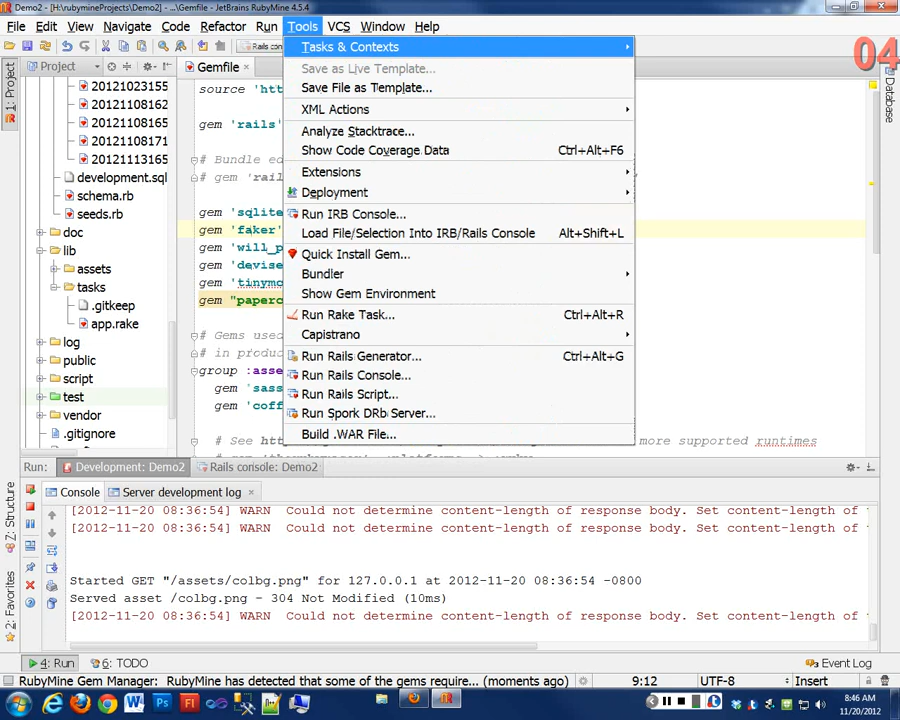 Demo2 - [H:\rubymineProjects\Demo2] - ...\Gemfile - JetBrains RubyMine 4.5.4
File Edit View Navigate Code Refactor Run Tools VCS Window Help
04
1: Project
Project
Gemfile
Database
20121023155
20121108162
20121108165
20121108171
20121113165
development.sql
schema.rb
seeds.rb
doc
lib
assets
tasks
.gitkeep
app.rake
log
public
script
test
vendor
.gitignore
source 'htt
gem 'rails'
# Bundle ed
# gem 'rail
gem 'sqlite
gem 'faker'
gem 'will_p
gem 'devise
gem 'tinymc
gem "paperc
# Gems used
# in produc
group :asse
gem 'sass
gem 'coff
# See ht
more supported runtimes
Tasks & Contexts
Save as Live Template...
Save File as Template...
XML Actions
Analyze Stacktrace...
Show Code Coverage Data Ctrl+Alt+F6
Extensions
Deployment
Run IRB Console...
Load File/Selection Into IRB/Rails Console Alt+Shift+L
Quick Install Gem...
Bundler
Show Gem Environment
Run Rake Task... Ctrl+Alt+R
Capistrano
Run Rails Generator... Ctrl+Alt+G
Run Rails Console...
Run Rails Script...
Run Spork DRb Server...
Build .WAR File...
Run: Development: Demo2 Rails console: Demo2
Console Server development log
Z: Structure
2: Favorites
[2012-11-20 08:36:54] WARN Could not determine content-length of response body. Set content-length of
[2012-11-20 08:36:54] WARN Could not determine content-length of response body. Set content-length of
Started GET "/assets/colbg.png" for 127.0.0.1 at 2012-11-20 08:36:54 -0800
Served asset /colbg.png - 304 Not Modified (10ms)
[2012-11-20 08:36:54] WARN Could not determine content-length of response body. Set content-length of
4: Run 6: TODO Event Log
RubyMine Gem Manager: RubyMine has detected that some of the gems require... (moments ago) 9:12 UTF-8 Insert
8:46 AM
11/20/2012